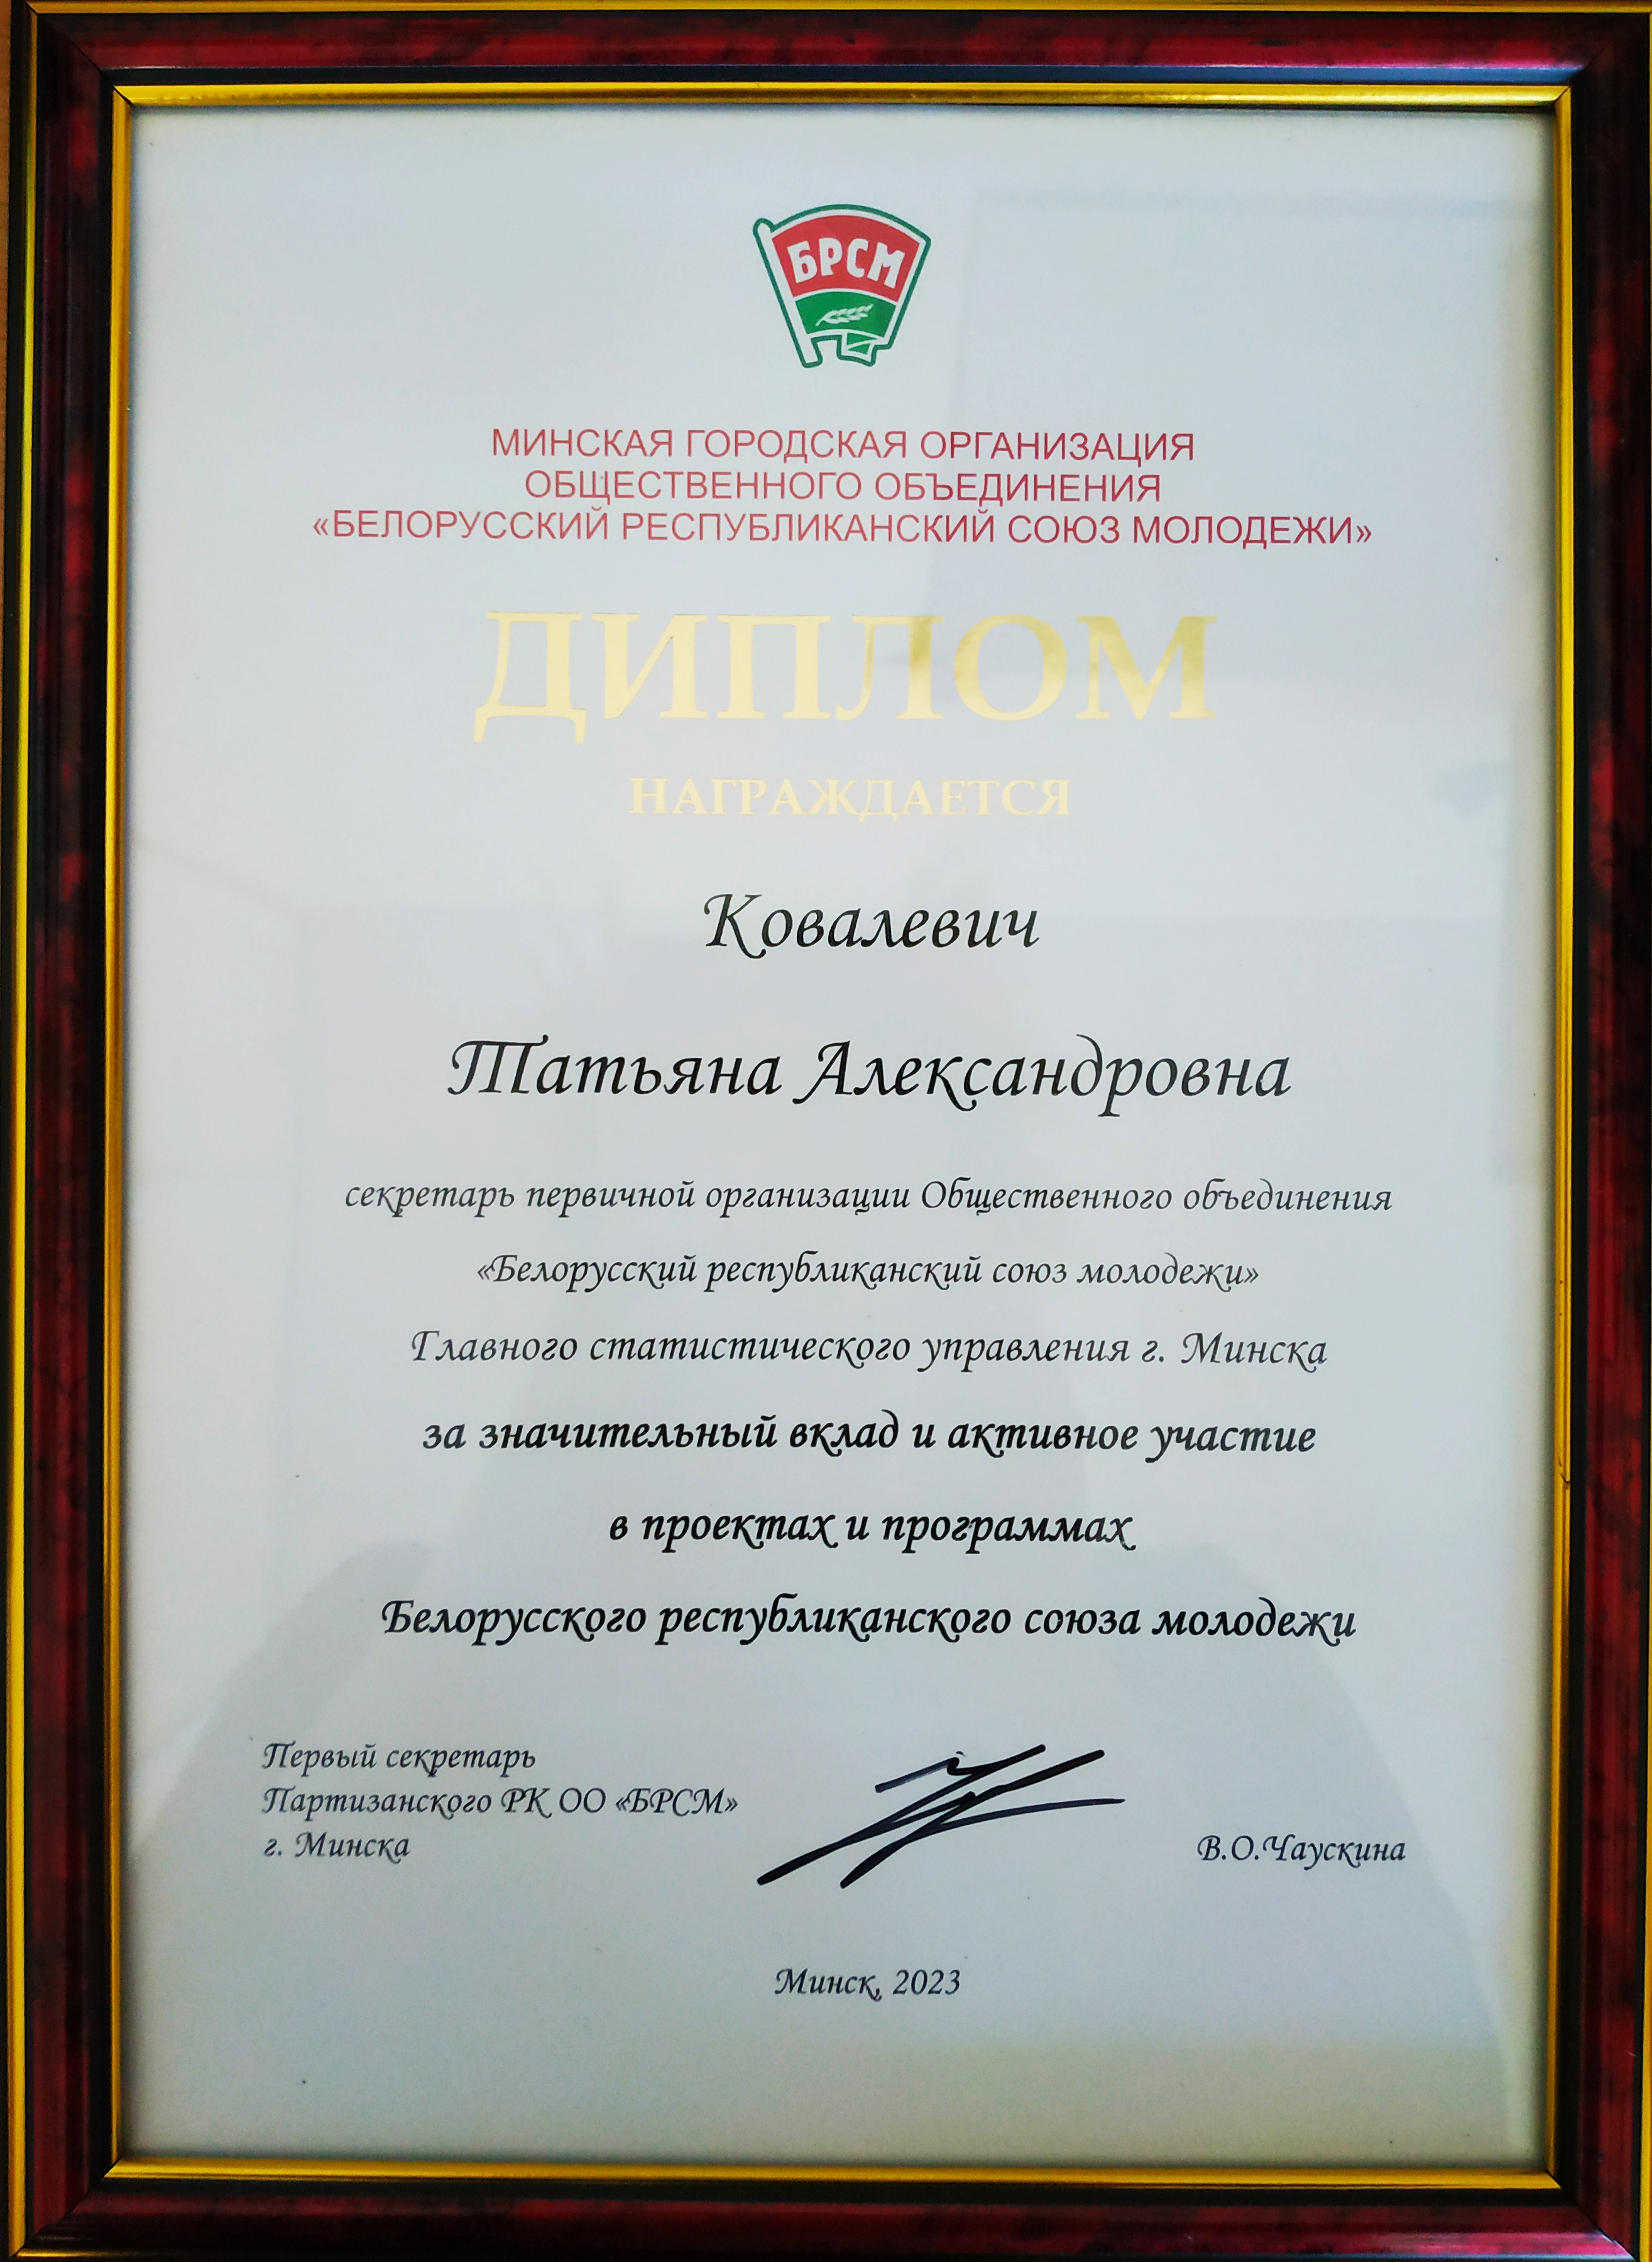 БРСМ
МИНСКАЯ ГОРОДСКАЯ ОРГАНИЗАЦИЯ
ОБЩЕСТВЕННОГО ОБЪЕДИНЕНИЯ
«БЕЛОРУССКИЙ РЕСПУБЛИКАНСКИЙ СОЮЗ МОЛОДЕЖИ»
ДИПЛОМ
НАГРАЖДАЕТСЯ
Ковалевич
Татьяна Александровна
секретарь первичной организации Общественного объединения
«Белорусский республиканский союз молодежи»
Главного статистического управления г. Минска
за значительный вклад и активное участие
в проектах и программах
Белорусского республиканского союза молодежи
Первый секретарь
Партизанского РК ОО «БРСМ»
г. Минска
В.О.Чаускина
Минск, 2023